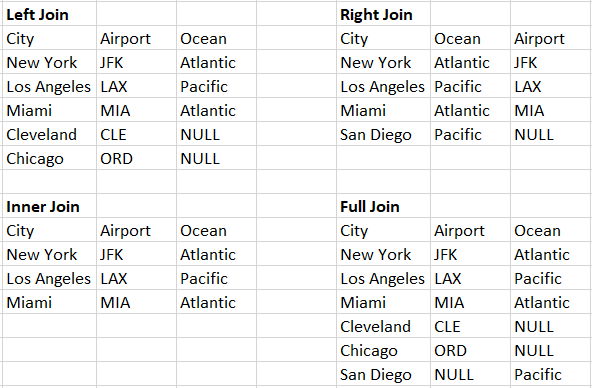 Left Join
City Airport Ocean
New York JFK Atlantic
Los Angeles LAX Pacific
Miami MIA Atlantic
Cleveland CLE NULL
Chicago ORD NULL
Right Join
City Ocean Airport
New York Atlantic JFK
Los Angeles Pacific LAX
Miami Atlantic MIA
San Diego Pacific NULL
Inner Join
City Airport Ocean
New York JFK Atlantic
Los Angeles LAX Pacific
Miami MIA Atlantic
Full Join
City Airport Ocean
New York JFK Atlantic
Los Angeles LAX Pacific
Miami MIA Atlantic
Cleveland CLE NULL
Chicago ORD NULL
San Diego NULL Pacific